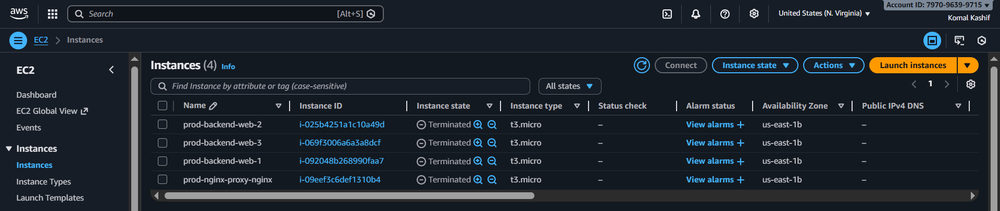 aws
Search [Alt+S]
United States (N. Virginia)
Account ID: 7970-9639-9715
Komal Kashif
EC2 Instances
EC2
Dashboard
EC2 Global View
Events
Instances
Instances
Instance Types
Launch Templates
Instances (4) Info
Connect Instance state Actions Launch instances
Find Instance by attribute or tag (case-sensitive) All states 1
Name Instance ID Instance state Instance type Status check Alarm status Availability Zone Public IPv4 DNS
prod-backend-web-2 i-025b4251a1c10a49d Terminated t3.micro – View alarms + us-east-1b –
prod-backend-web-3 i-069f3006a6a3a8dcf Terminated t3.micro – View alarms + us-east-1b –
prod-backend-web-1 i-092048b268990faa7 Terminated t3.micro – View alarms + us-east-1b –
prod-nginx-proxy-nginx i-09eef3c6def1310b4 Terminated t3.micro – View alarms + us-east-1b –